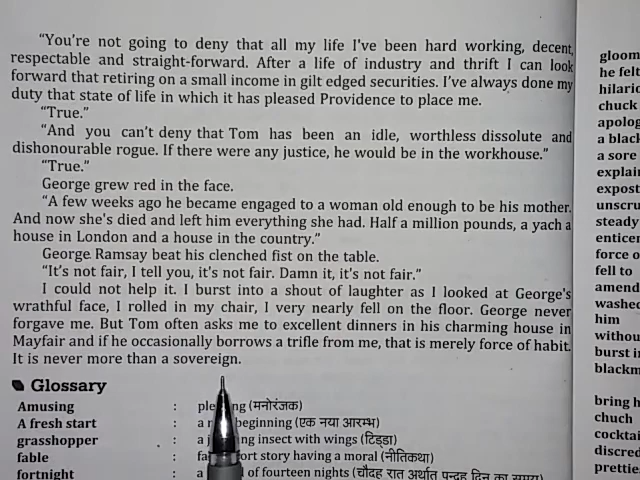 "You're not going to deny that all my life I've been hard working, decent,
respectable and straight-forward. After a life of industry and thrift I can look
forward that retiring on a small income in gilt edged securities. I've always done my
duty that state of life in which it has pleased Providence to place me.
"True."
"And you can't deny that Tom has been an idle, worthless dissolute and
dishonourable rogue. If there were any justice, he would be in the workhouse."
"True."
George grew red in the face.
"A few weeks ago he became engaged to a woman old enough to be his mother.
And now she's died and left him everything she had. Half a million pounds, a yach a
house in London and a house in the country."
George Ramsay beat his clenched fist on the table.
"It's not fair, I tell you, it's not fair. Damn it, it's not fair."
I could not help it. I burst into a shout of laughter as I looked at George's
wrathful face, I rolled in my chair, I very nearly fell on the floor. George never
forgave me. But Tom often asks me to excellent dinners in his charming house in
Mayfair and if he occasionally borrows a trifle from me, that is merely force of habit.
It is never more than a sovereign.
Glossary
Amusing : (मनोरंजक)
A fresh start : a beginning (एक नया आरम्भ)
grasshopper : a insect with wings (टिड्डा)
fable : story having a moral (नीतिकथा)
fortnight : a of fourteen nights (चौदह रात अर्थात् पन्द्रह दिन का समय)
gloom
he fel
hilari
chuck
apolog
a black
a sore
explai
expost
unscru
steady
entice
force o
fell to
amend
washed
him
withou
burst i
blackm
bring h
chuch
cocktai
discred
prettie